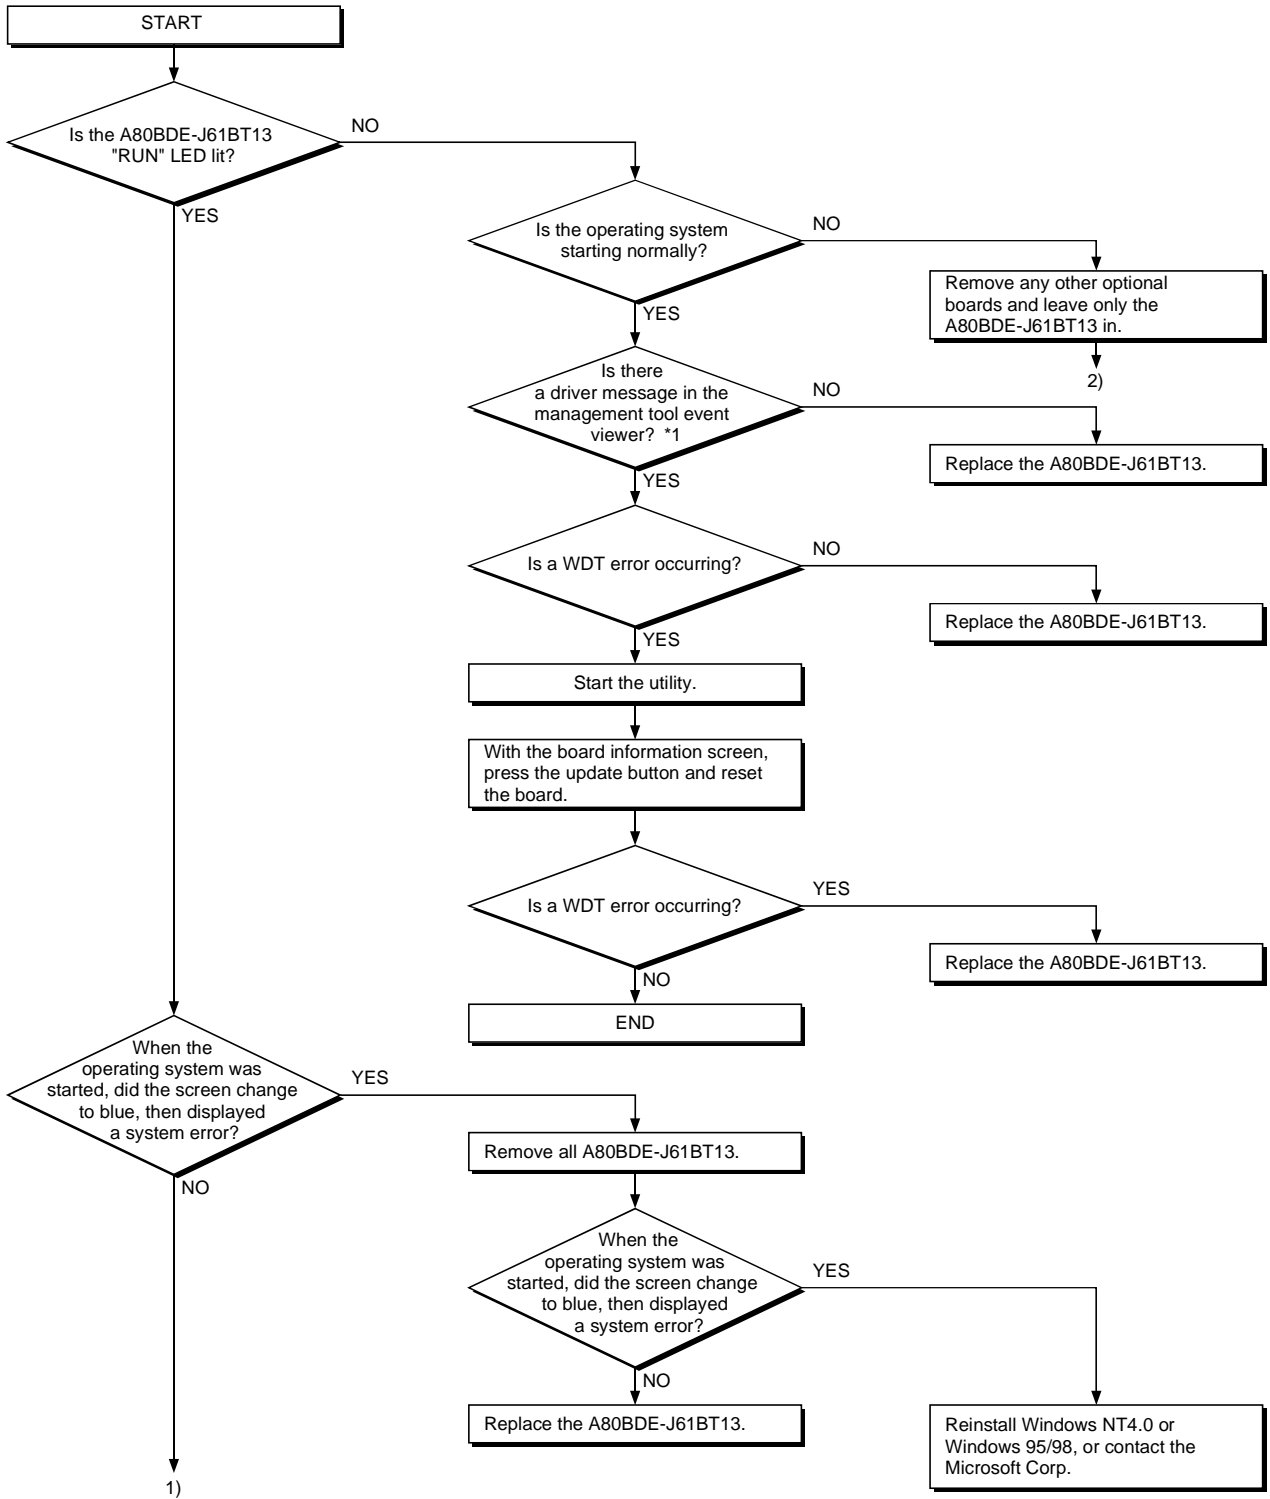 START
Is the A80BDE-J61BT13
"RUN" LED lit?
NO
YES
Is the operating system
starting normally?
NO
YES
Remove any other optional
boards and leave only the
A80BDE-J61BT13 in.
2)
Is there
a driver message in the
management tool event
viewer? *1
NO
YES
Replace the A80BDE-J61BT13.
Is a WDT error occurring?
NO
YES
Replace the A80BDE-J61BT13.
Start the utility.
With the board information screen,
press the update button and reset
the board.
Is a WDT error occurring?
YES
NO
Replace the A80BDE-J61BT13.
END
When the
operating system was
started, did the screen change
to blue, then displayed
a system error?
YES
NO
Remove all A80BDE-J61BT13.
When the
operating system was
started, did the screen change
to blue, then displayed
a system error?
YES
NO
Replace the A80BDE-J61BT13.
Reinstall Windows NT4.0 or
Windows 95/98, or contact the
Microsoft Corp.
1)